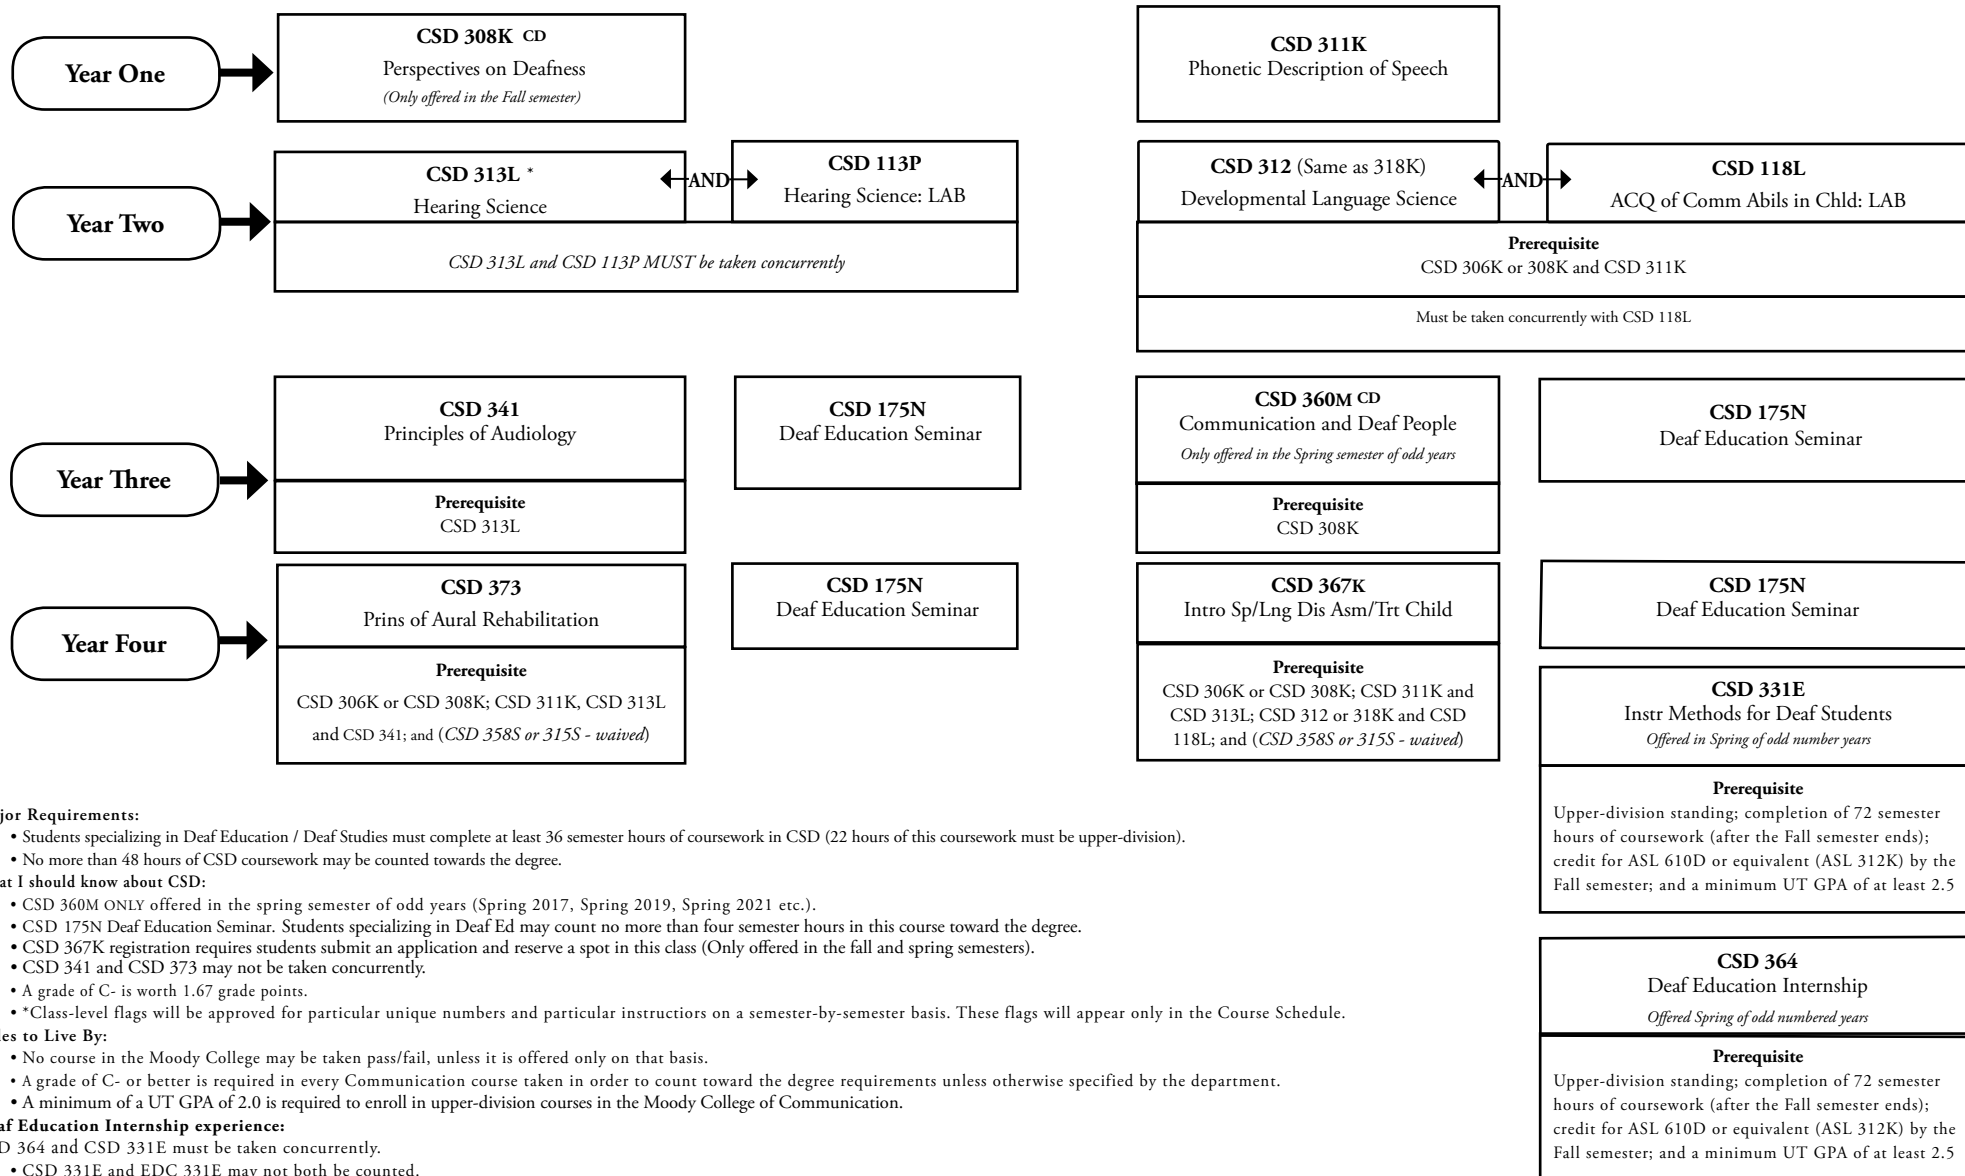 Year One
CSD 308K CD
Perspectives on Deafness
(Only offered in the Fall semester)
CSD 311K
Phonetic Description of Speech
Year Two
CSD 313L *
Hearing Science
AND
CSD 113P
Hearing Science: LAB
CSD 313L and CSD 113P MUST be taken concurrently
CSD 312 (Same as 318K)
Developmental Language Science
AND
CSD 118L
ACQ of Comm Abils in Chld: LAB
Prerequisite
CSD 306K or 308K and CSD 311K
Must be taken concurrently with CSD 118L
Year Three
CSD 341
Principles of Audiology
Prerequisite
CSD 313L
CSD 175N
Deaf Education Seminar
CSD 360M CD
Communication and Deaf People
Only offered in the Spring semester of odd years
Prerequisite
CSD 308K
CSD 175N
Deaf Education Seminar
Year Four
CSD 373
Prins of Aural Rehabilitation
Prerequisite
CSD 306K or CSD 308K; CSD 311K, CSD 313L
and CSD 341; and (CSD 358S or 315S - waived)
CSD 175N
Deaf Education Seminar
CSD 367K
Intro Sp/Lng Dis Asm/Trt Child
Prerequisite
CSD 306K or CSD 308K; CSD 311K and
CSD 313L; CSD 312 or 318K and CSD
118L; and (CSD 358S or 315S - waived)
CSD 175N
Deaf Education Seminar
CSD 331E
Instr Methods for Deaf Students
Offered in Spring of odd number years
Prerequisite
Upper-division standing; completion of 72 semester
hours of coursework (after the Fall semester ends);
credit for ASL 610D or equivalent (ASL 312K) by the
Fall semester; and a minimum UT GPA of at least 2.5
CSD 364
Deaf Education Internship
Offered Spring of odd numbered years
Prerequisite
Upper-division standing; completion of 72 semester
hours of coursework (after the Fall semester ends);
credit for ASL 610D or equivalent (ASL 312K) by the
Fall semester; and a minimum UT GPA of at least 2.5
jor Requirements:
• Students specializing in Deaf Education / Deaf Studies must complete at least 36 semester hours of coursework in CSD (22 hours of this coursework must be upper-division).
• No more than 48 hours of CSD coursework may be counted towards the degree.
at I should know about CSD:
• CSD 360M ONLY offered in the spring semester of odd years (Spring 2017, Spring 2019, Spring 2021 etc.).
• CSD 175N Deaf Education Seminar. Students specializing in Deaf Ed may count no more than four semester hours in this course toward the degree.
• CSD 367K registration requires students submit an application and reserve a spot in this class (Only offered in the fall and spring semesters).
• CSD 341 and CSD 373 may not be taken concurrently.
• A grade of C- is worth 1.67 grade points.
• *Class-level flags will be approved for particular unique numbers and particular instructiors on a semester-by-semester basis. These flags will appear only in the Course Schedule.
les to Live By:
• No course in the Moody College may be taken pass/fail, unless it is offered only on that basis.
• A grade of C- or better is required in every Communication course taken in order to count toward the degree requirements unless otherwise specified by the department.
• A minimum of a UT GPA of 2.0 is required to enroll in upper-division courses in the Moody College of Communication.
af Education Internship experience:
D 364 and CSD 331E must be taken concurrently.
• CSD 331E and EDC 331E may not both be counted.